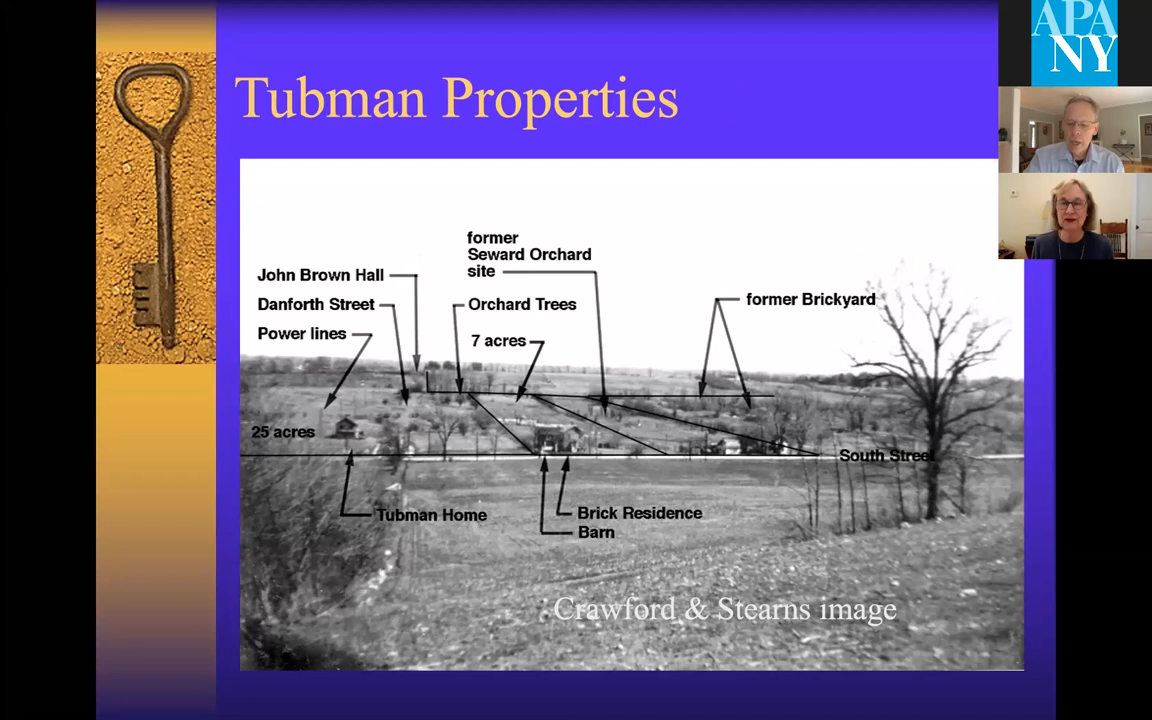 APA
NY
Tubman Properties
former
Seward Orchard
site
John Brown Hall
Danforth Street
Orchard Trees
former Brickyard
Power lines
7 acres
25 acres
South Street
Tubman Home
Brick Residence
Barn
Crawford & Stearns image